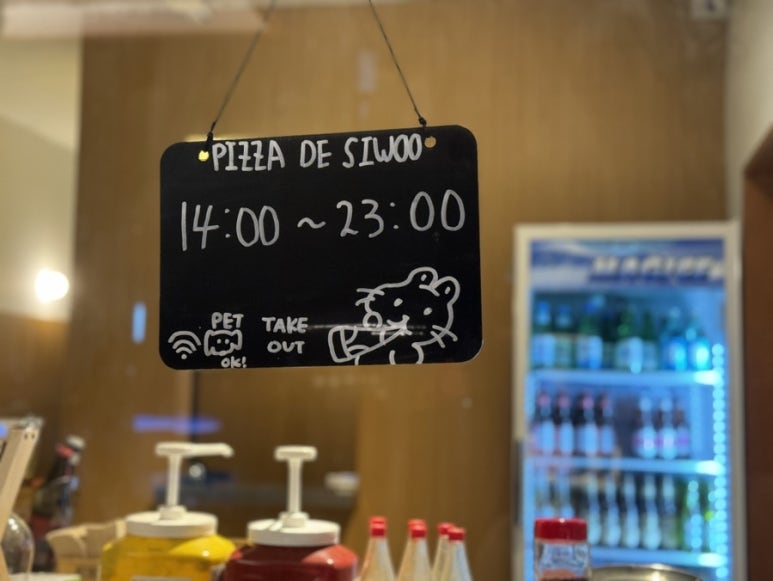 PIZZA DE SIWOO
14:00 ~ 23:00
PET
OK!
TAKE
OUT